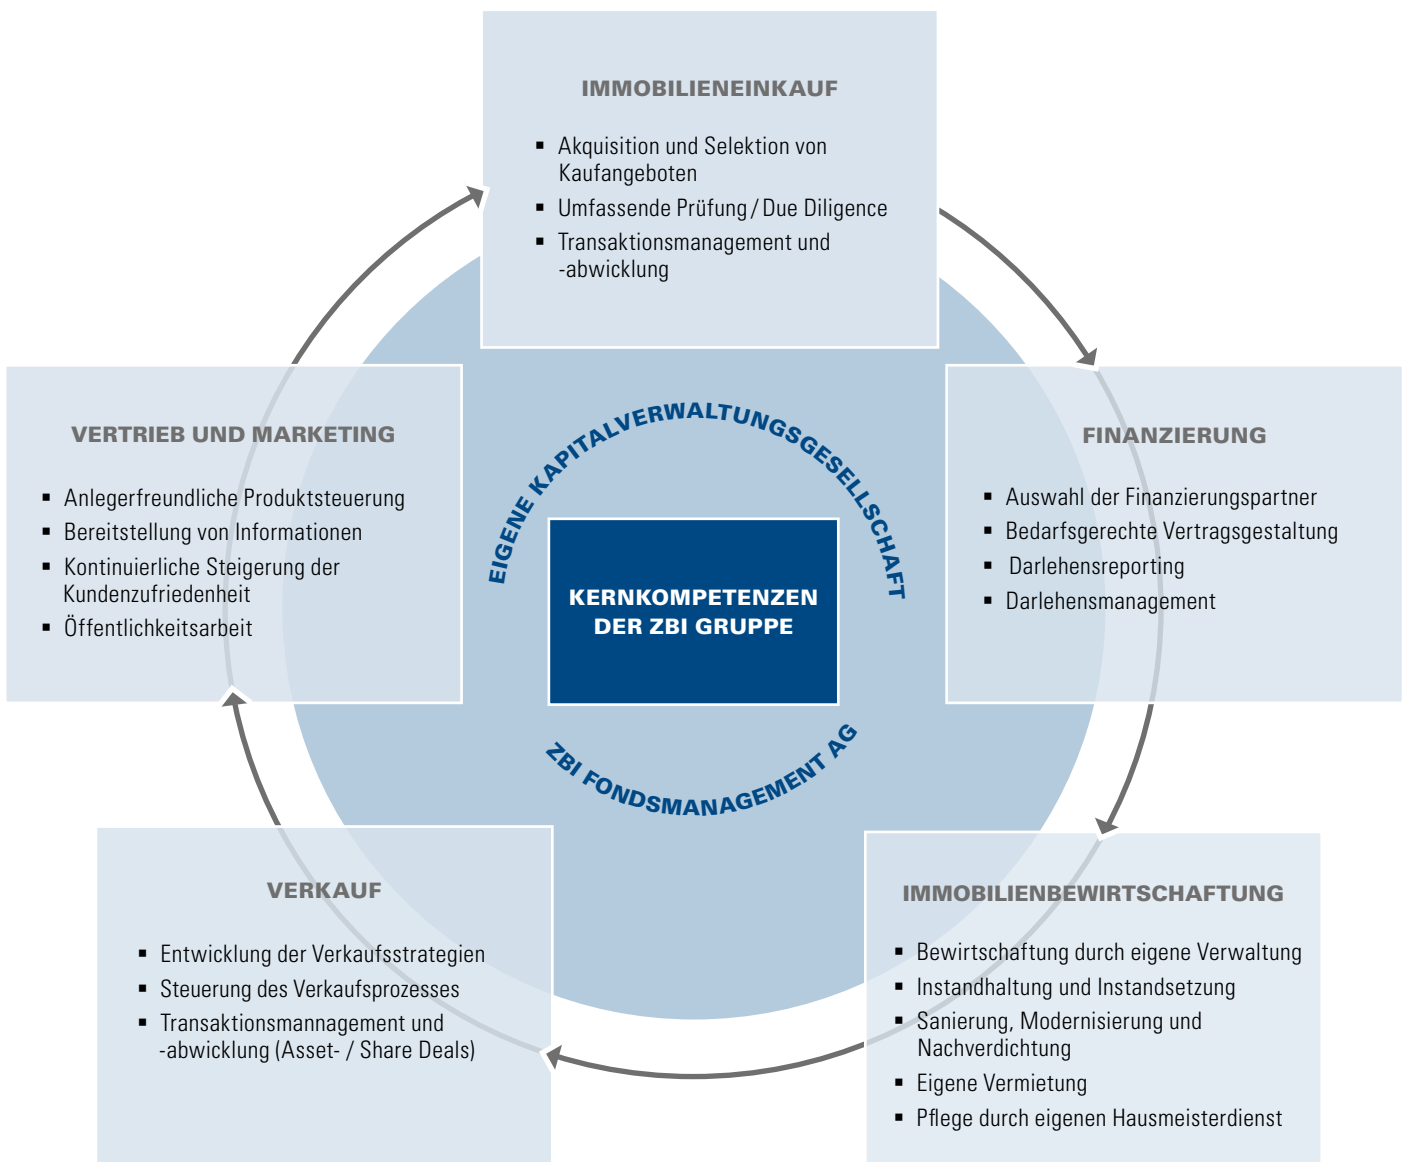 IMMOBILIENEINKAUF
▪ Akquisition und Selektion von
Kaufangeboten
▪ Umfassende Prüfung / Due Diligence
▪ Transaktionsmanagement und
-abwicklung
VERTRIEB UND MARKETING
▪ Anlegerfreundliche Produktsteuerung
▪ Bereitstellung von Informationen
▪ Kontinuierliche Steigerung der
Kundenzufriedenheit
▪ Öffentlichkeitsarbeit
EIGENE KAPITALVERWALTUNGSGESELLSCHAFT
KERNKOMPETENZEN
DER ZBI GRUPPE
ZBI FONDSMANAGEMENT AG
FINANZIERUNG
▪ Auswahl der Finanzierungspartner
▪ Bedarfsgerechte Vertragsgestaltung
▪ Darlehensreporting
▪ Darlehensmanagement
VERKAUF
▪ Entwicklung der Verkaufsstrategien
▪ Steuerung des Verkaufsprozesses
▪ Transaktionsmannagement und
-abwicklung (Asset- / Share Deals)
IMMOBILIENBEWIRTSCHAFTUNG
▪ Bewirtschaftung durch eigene Verwaltung
▪ Instandhaltung und Instandsetzung
▪ Sanierung, Modernisierung und
Nachverdichtung
▪ Eigene Vermietung
▪ Pflege durch eigenen Hausmeisterdienst